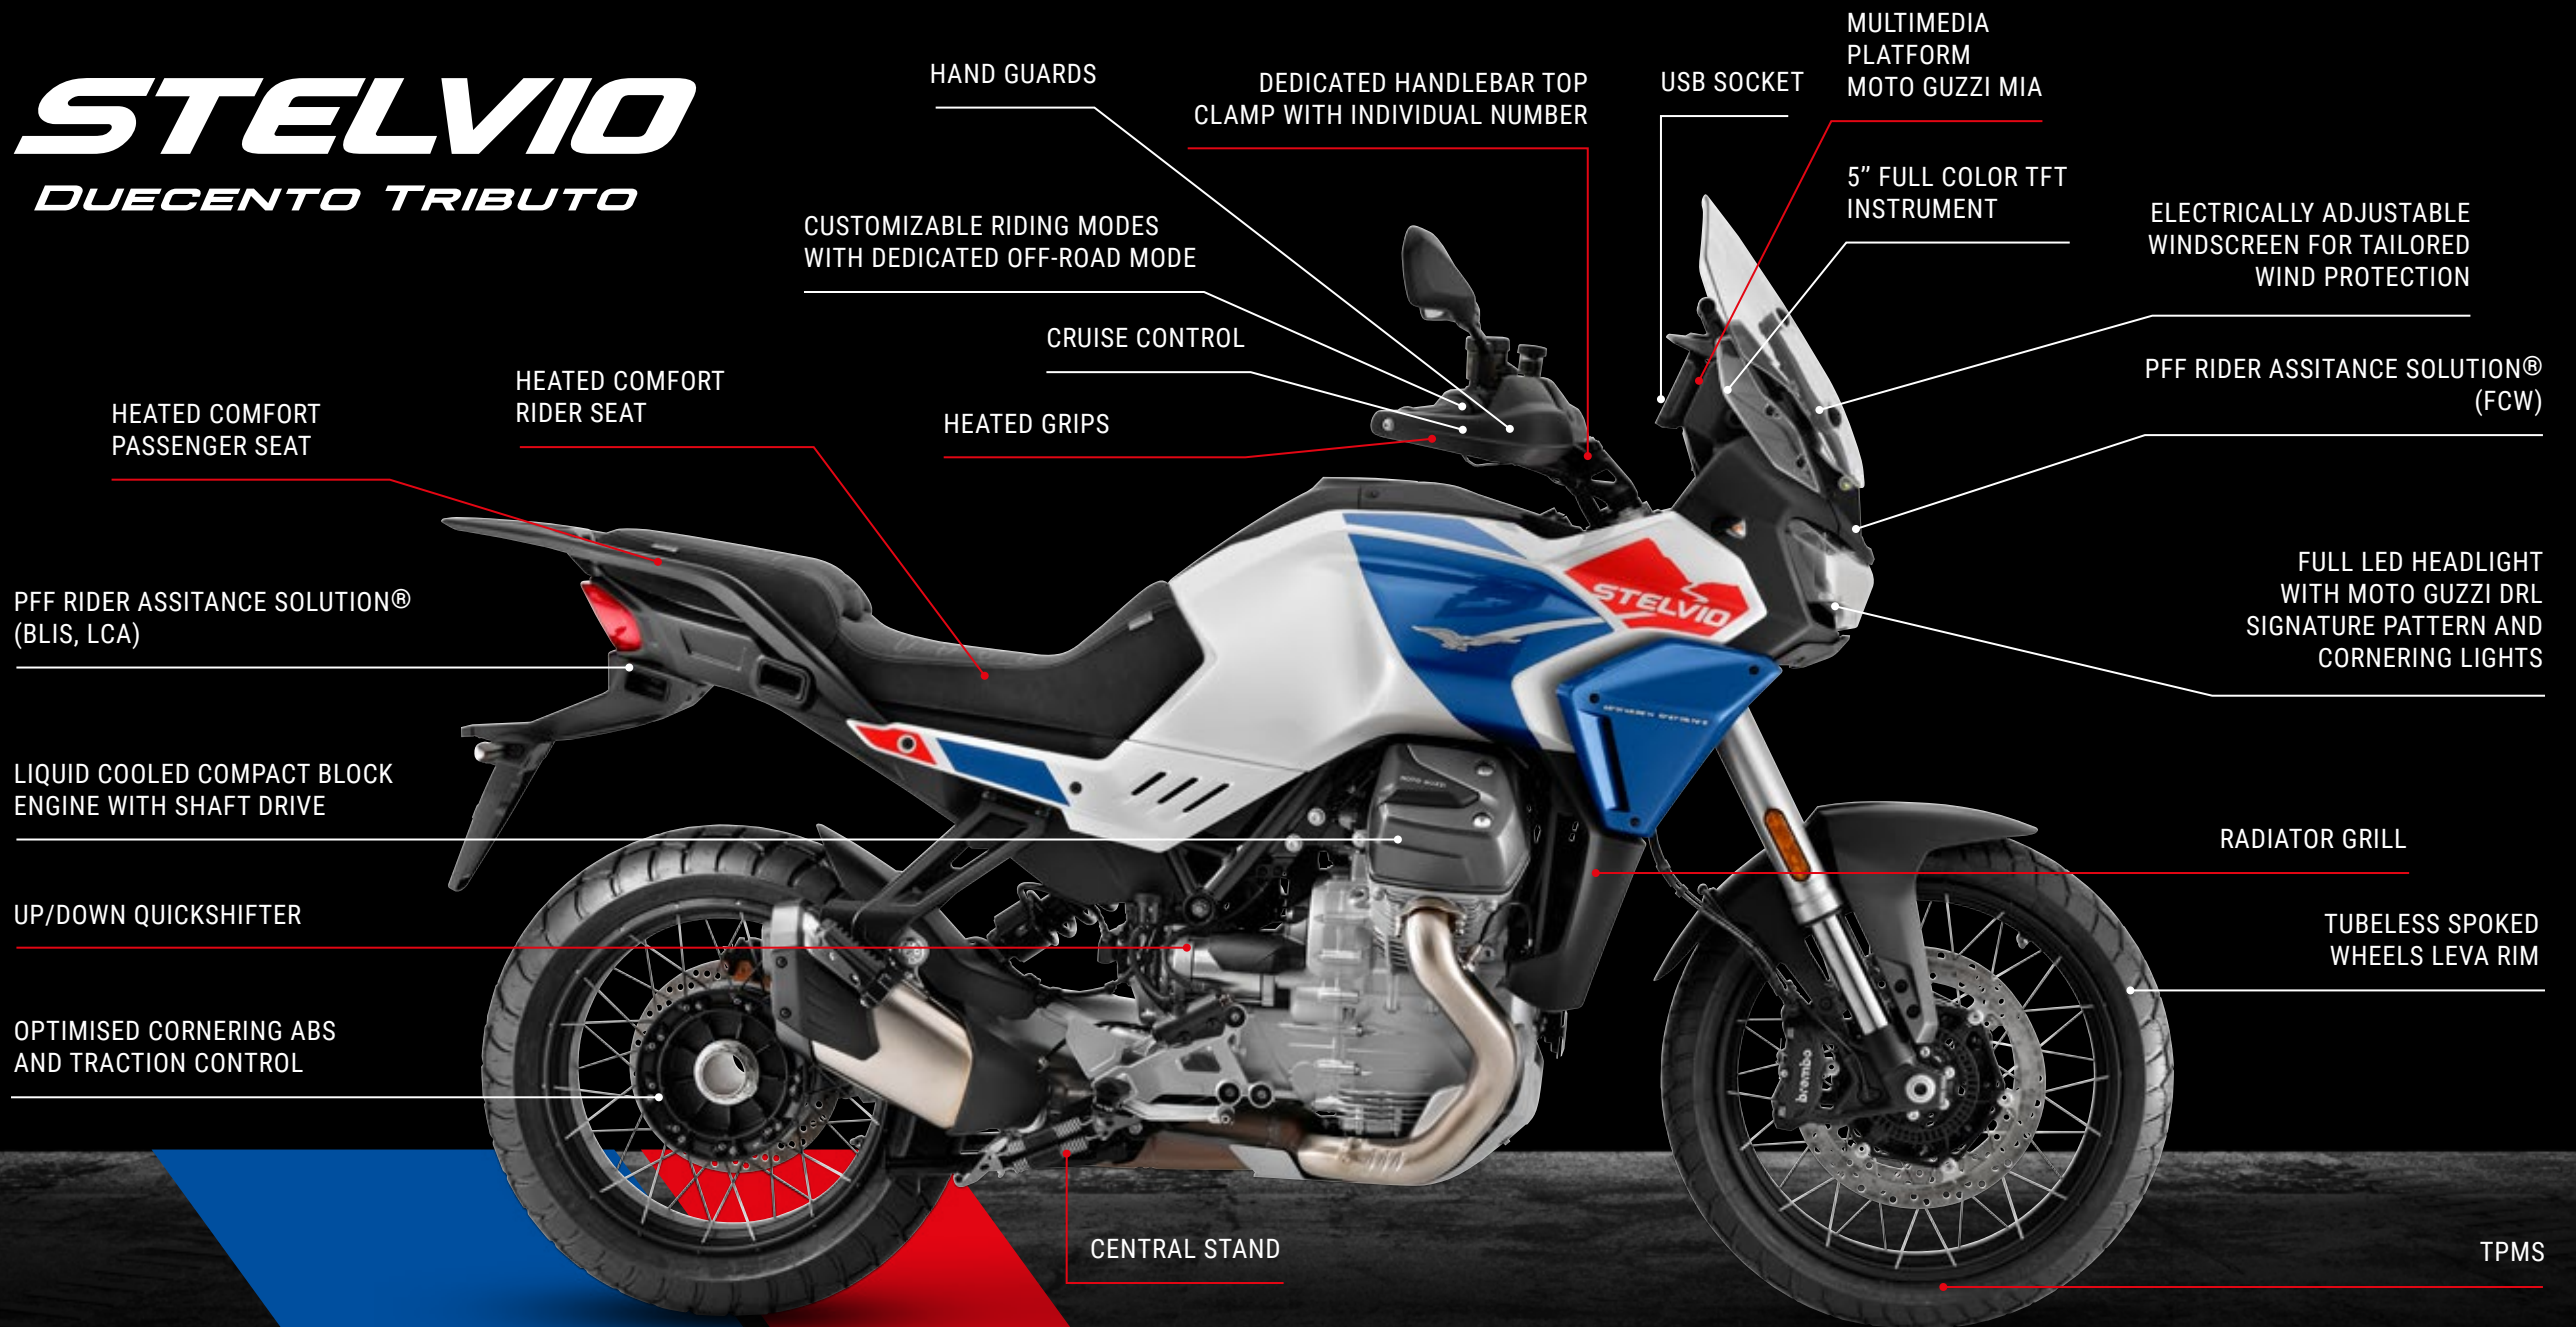 STELVIO
DUECENTO TRIBUTO
HAND GUARDS
DEDICATED HANDLEBAR TOP
CLAMP WITH INDIVIDUAL NUMBER
USB SOCKET
MULTIMEDIA
PLATFORM
MOTO GUZZI MIA
5” FULL COLOR TFT
INSTRUMENT
ELECTRICALLY ADJUSTABLE
WINDSCREEN FOR TAILORED
WIND PROTECTION
CUSTOMIZABLE RIDING MODES
WITH DEDICATED OFF-ROAD MODE
CRUISE CONTROL
HEATED GRIPS
HEATED COMFORT
RIDER SEAT
HEATED COMFORT
PASSENGER SEAT
PFF RIDER ASSITANCE SOLUTION®
(FCW)
PFF RIDER ASSITANCE SOLUTION®
(BLIS, LCA)
FULL LED HEADLIGHT
WITH MOTO GUZZI DRL
SIGNATURE PATTERN AND
CORNERING LIGHTS
STELVIO
LIQUID COOLED COMPACT BLOCK
ENGINE WITH SHAFT DRIVE
MOTO GUZZI
RADIATOR GRILL
UP/DOWN QUICKSHIFTER
TUBELESS SPOKED
WHEELS LEVA RIM
OPTIMISED CORNERING ABS
AND TRACTION CONTROL
brembo
CENTRAL STAND
TPMS